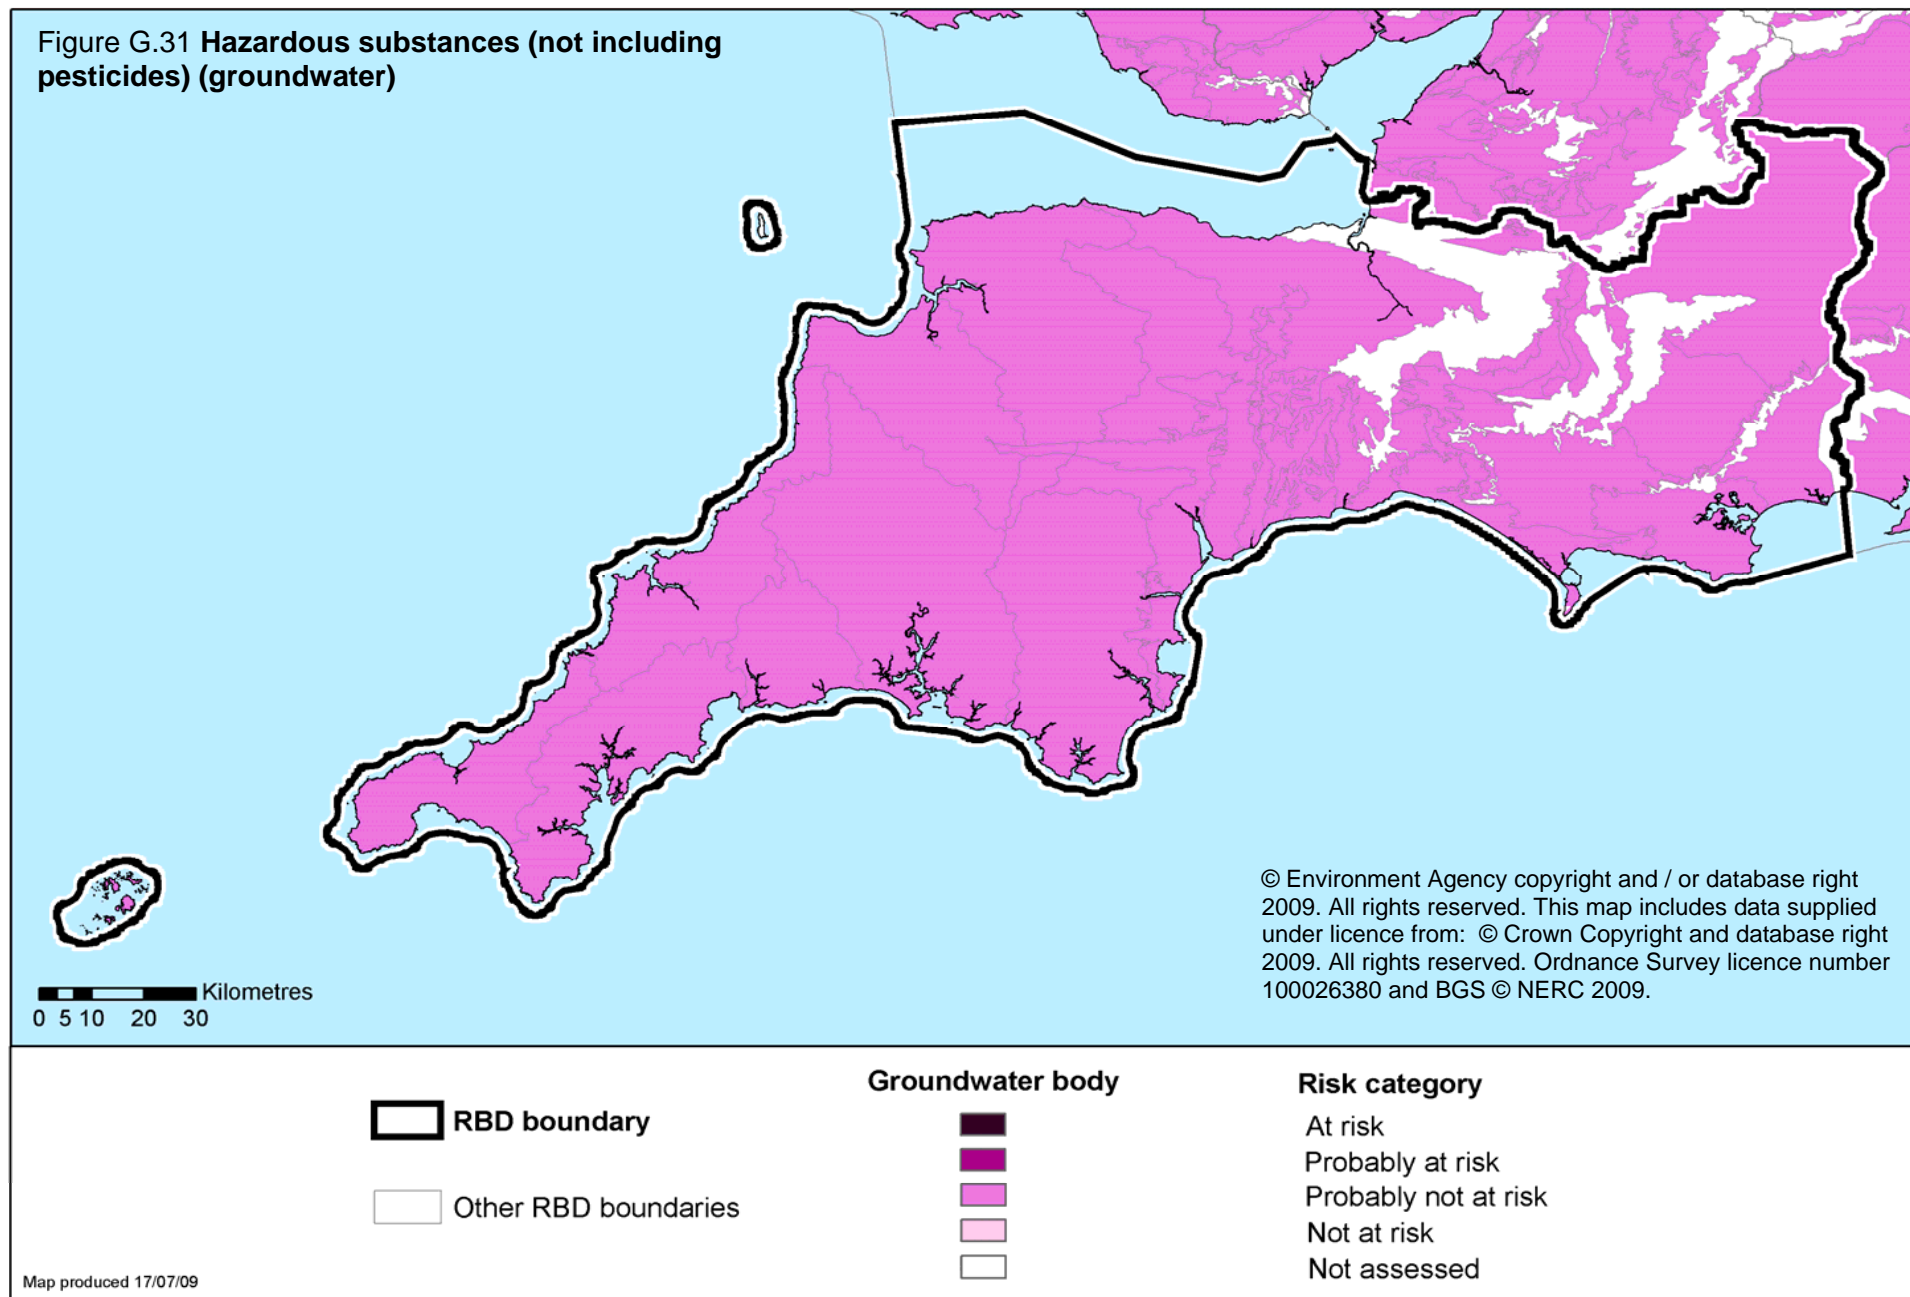 Figure G.31 Hazardous substances (not including
pesticides) (groundwater)
© Environment Agency copyright and / or database right
2009. All rights reserved. This map includes data supplied
under licence from: © Crown Copyright and database right
2009. All rights reserved. Ordnance Survey licence number
100026380 and BGS © NERC 2009.
Kilometres
0 5 10 20 30
RBD boundary
Other RBD boundaries
Groundwater body
Risk category
At risk
Probably at risk
Probably not at risk
Not at risk
Not assessed
Map produced 17/07/09